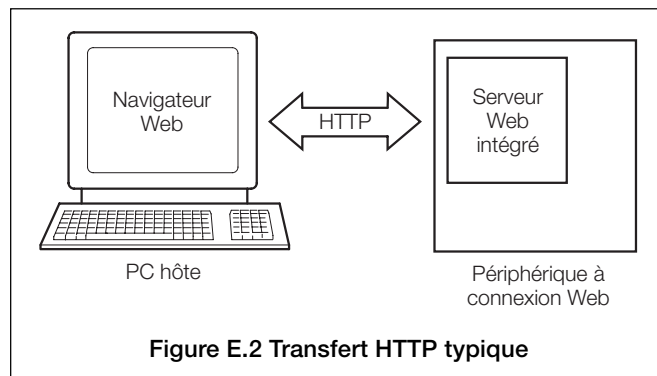 Navigateur
Web
HTTP
Serveur
Web
intégré
PC hôte
Périphérique à
connexion Web
Figure E.2 Transfert HTTP typique